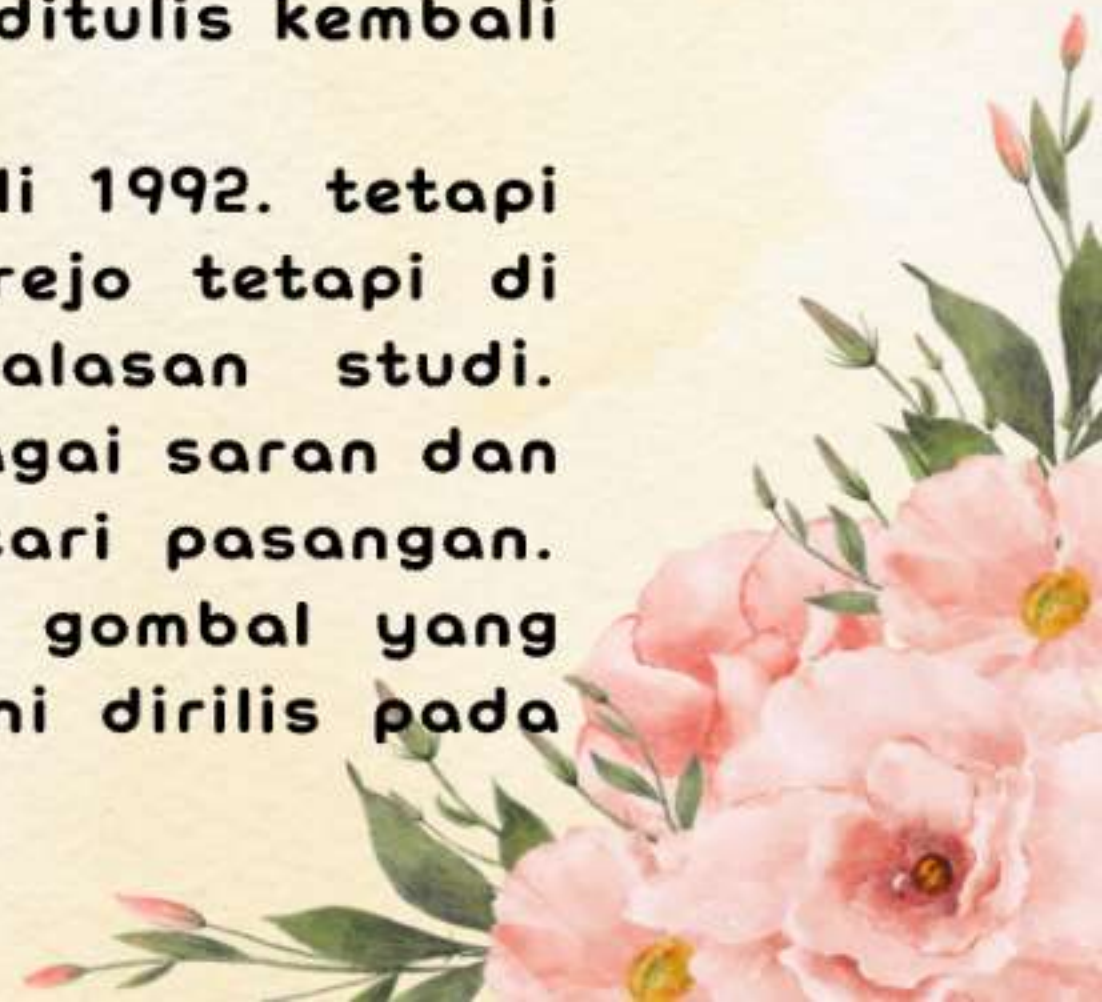 ditulis kembali
li 1992. tetapi
rejo tetapi di
alasan studi.
gai saran dan
ari pasangan.
gombal yang
ni dirilis pada